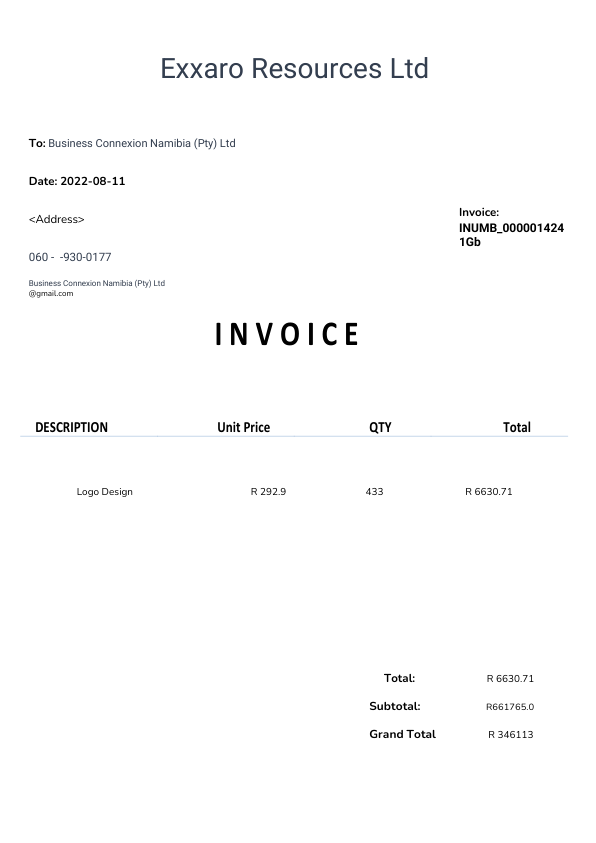 Exxaro Resources Ltd
To: Business Connexion Namibia (Pty) Ltd
Date: 2022-08-11
<Address>
Invoice:
INUMB_000001424
1Gb
060 -  -930-0177
Business Connexion Namibia (Pty) Ltd
@gmail.com
INVOICE
DESCRIPTION Unit Price QTY Total
Logo Design R 292.9 433 R 6630.71
Total: R 6630.71
Subtotal: R661765.0
Grand Total R 346113